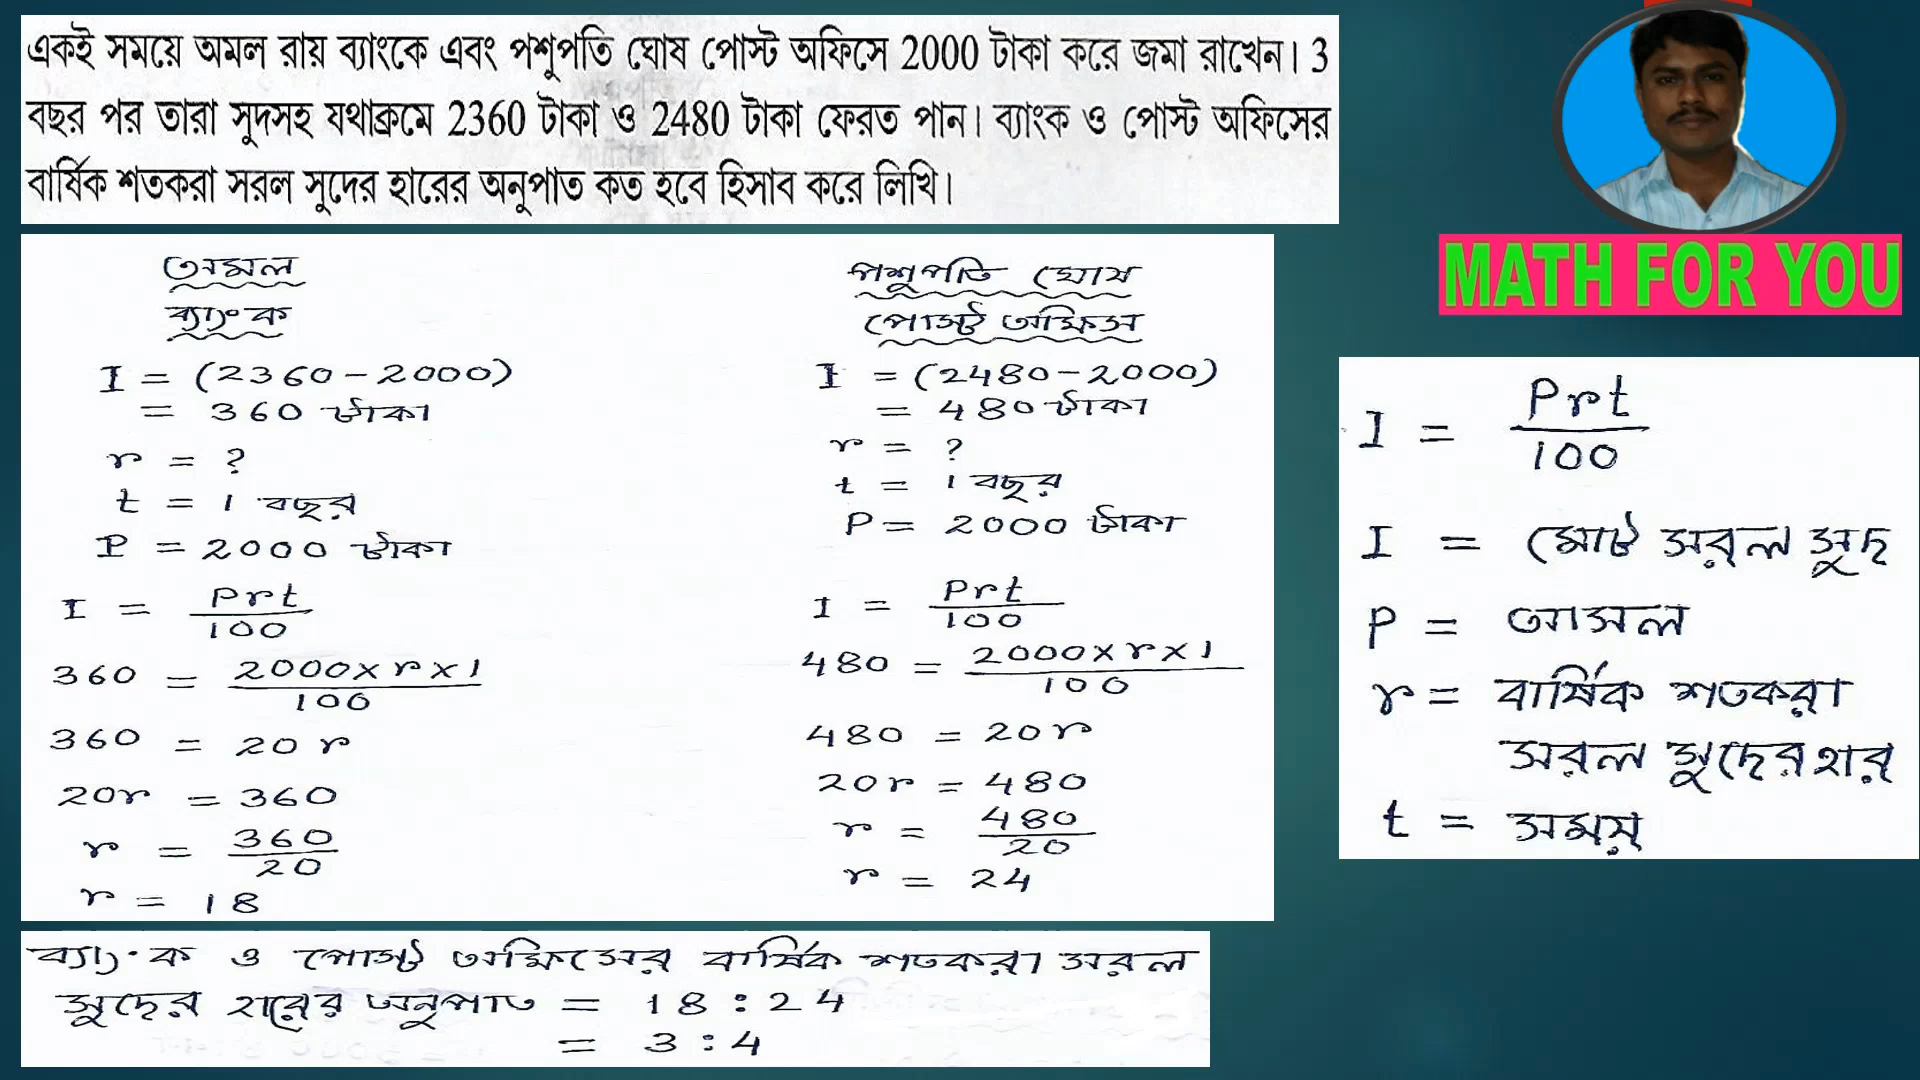 একই সময়ে অমল রায় ব্যাংকে এবং পশুপতি ঘোষ পোস্ট অফিসে 2000 টাকা করে জমা রাখেন। 3
বছর পর তারা সুদসহ যথাক্রমে 2360 টাকা ও 2480 টাকা ফেরত পান। ব্যাংক ও পোস্ট অফিসের
বার্ষিক শতকরা সরল সুদের হারের অনুপাত কত হবে হিসাব করে লিখি।
অমল
ব্যাংক
I = (2360-2000)
= 360 টাকা
r = ?
t = 1 বছর
P = 2000 টাকা
I = Prt/100
360 = 2000×r×1/100
360 = 20 r
20r = 360
r = 360/20
r = 18
পশুপতি ঘোষ
পোস্ট অফিস
I = (2480-2000)
= 480 টাকা
r = ?
t = 1 বছর
P = 2000 টাকা
I = Prt/100
480 = 2000×r×1/100
480 = 20r
20r = 480
r = 480/20
r = 24
ব্যাংক ও পোস্ট অফিসের বার্ষিক শতকরা সরল
সুদের হারের অনুপাত = 18:24
= 3:4
MATH FOR YOU
I = Prt/100
I = মোট সরল সুদ
P = আসল
r = বার্ষিক শতকরা
সরল সুদের হার
t = সময়